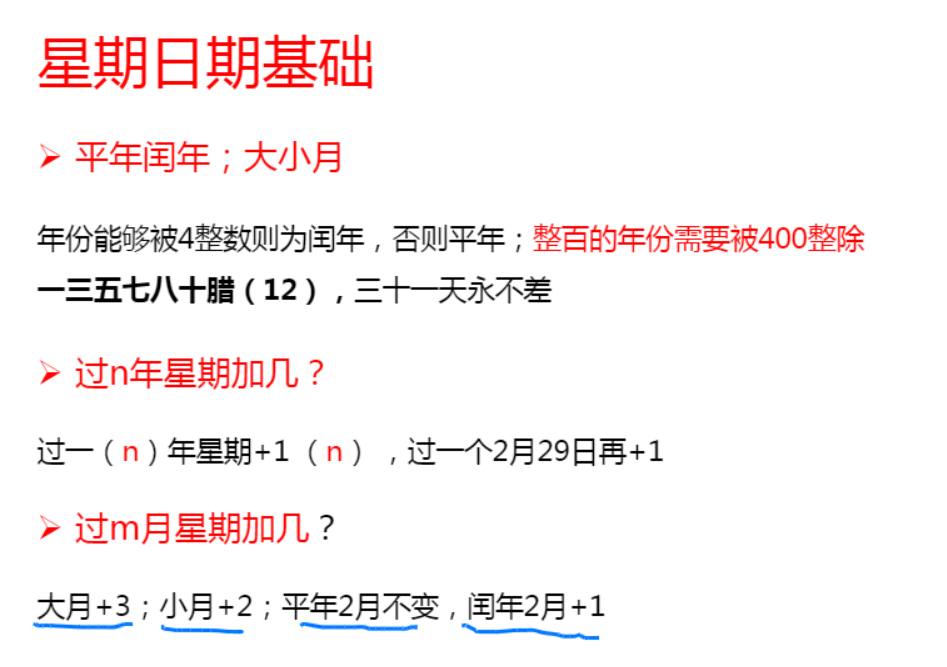 星期日期基础
➢ 平年闰年；大小月
年份能够被4整数则为闰年，否则平年；整百的年份需要被400整除
一三五七八十腊（12），三十一天永不差
➢ 过n年星期加几？
过一（n）年星期+1（n），过一个2月29日再+1
➢ 过m月星期加几？
大月+3；小月+2；平年2月不变，闰年2月+1